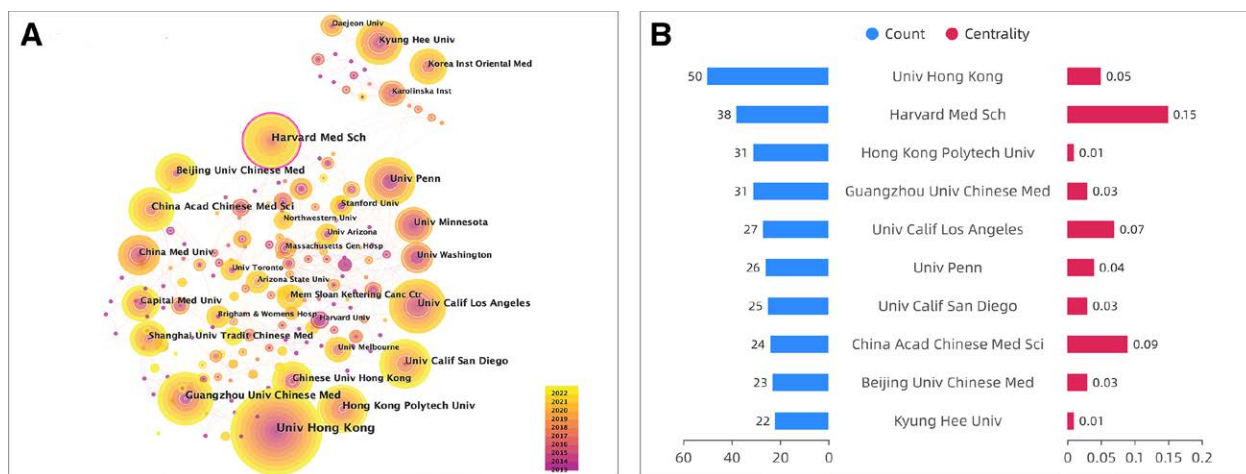 A
Daejeon Univ
Kyung Hee Univ
Korea Inst Oriental Med
Karolinska Inst
Harvard Med Sch
Beijing Univ Chinese Med
Univ Penn
China Acad Chinese Med Sci
Stanford Univ
Northwestern Univ
Univ Minnesota
Univ Arizona
China Med Univ
Massachusetts Gen Hosp
Univ Washington
Univ Toronto
Arizona State Univ
Capital Med Univ
Mem Sloan Kettering Canc Ctr
Univ Calif Los Angeles
Brigham & Womens Hosp
Harvard Univ
Shanghai Univ Tradit Chinese Med
Univ Melbourne
Univ Calif San Diego
Chinese Univ Hong Kong
Guangzhou Univ Chinese Med
Hong Kong Polytech Univ
Univ Hong Kong
2022
2021
2020
2019
2018
2017
2016
2015
2014
2013
B
Count Centrality
50 Univ Hong Kong 0.05
38 Harvard Med Sch 0.15
31 Hong Kong Polytech Univ 0.01
31 Guangzhou Univ Chinese Med 0.03
27 Univ Calif Los Angeles 0.07
26 Univ Penn 0.04
25 Univ Calif San Diego 0.03
24 China Acad Chinese Med Sci 0.09
23 Beijing Univ Chinese Med 0.03
22 Kyung Hee Univ 0.01
60 40 20 0 0 0.05 0.1 0.15 0.2